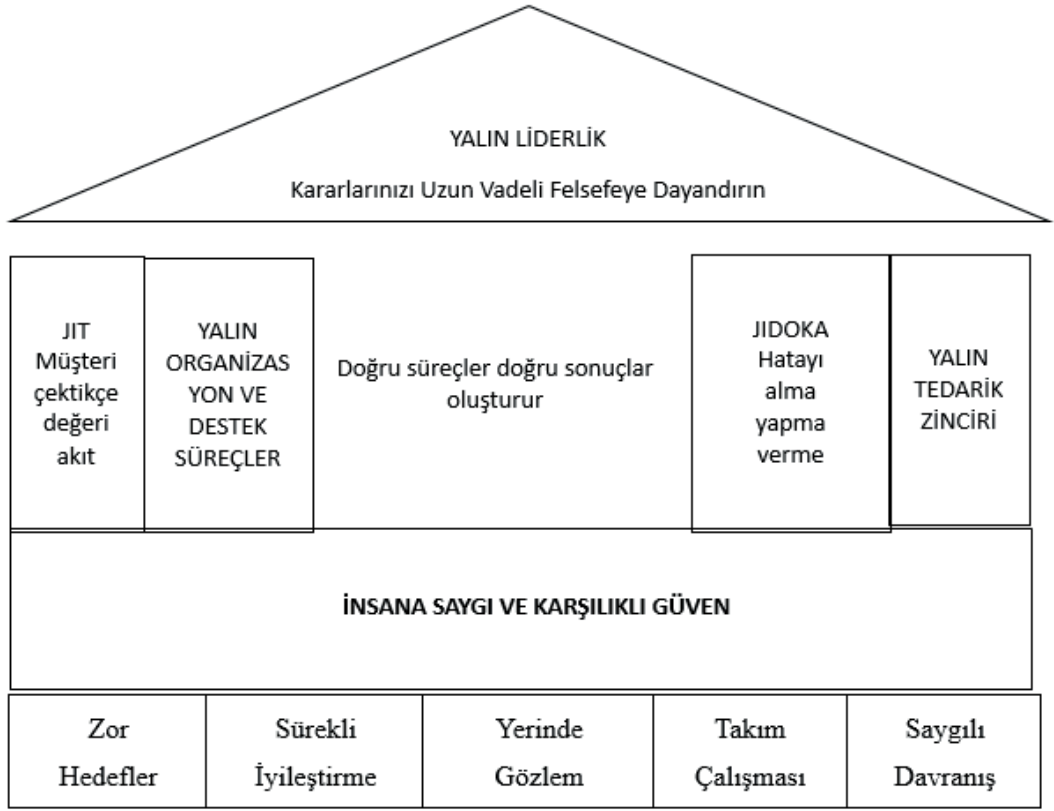 YALIN LİDERLİK
Kararlarınızı Uzun Vadeli Felsefeye Dayandırın
JIT
Müşteri
çektikçe
değeri
akıt
YALIN
ORGANİZAS
YON VE
DESTEK
SÜREÇLER
Doğru süreçler doğru sonuçlar
oluşturur
JIDOKA
Hatayı
alma
yapma
verme
YALIN
TEDARİK
ZİNCİRİ
İNSANA SAYGI VE KARŞILIKLI GÜVEN
Zor
Hedefler
Sürekli
İyileştirme
Yerinde
Gözlem
Takım
Çalışması
Saygılı
Davranış